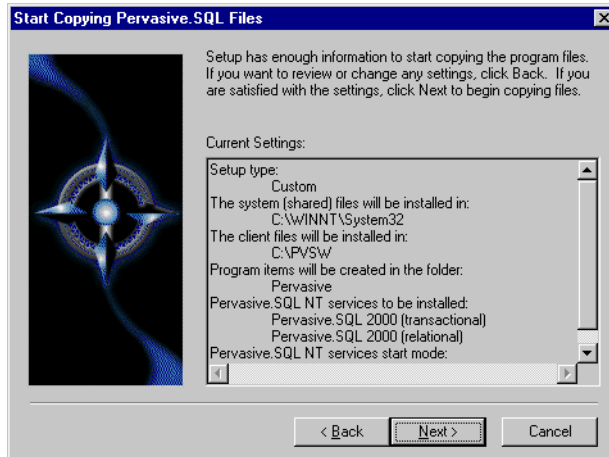 Start Copying Pervasive.SQL Files
Setup has enough information to start copying the program files.
If you want to review or change any settings, click Back.  If you
are satisfied with the settings, click Next to begin copying files.
Current Settings:
Setup type:
Custom
The system (shared) files will be installed in:
C:\WINNT\System32
The client files will be installed in:
C:\PVSW
Program items will be created in the folder:
Pervasive
Pervasive.SQL NT services to be installed:
Pervasive.SQL 2000 (transactional)
Pervasive.SQL 2000 (relational)
Pervasive.SQL NT services start mode:
< Back
Next >
Cancel